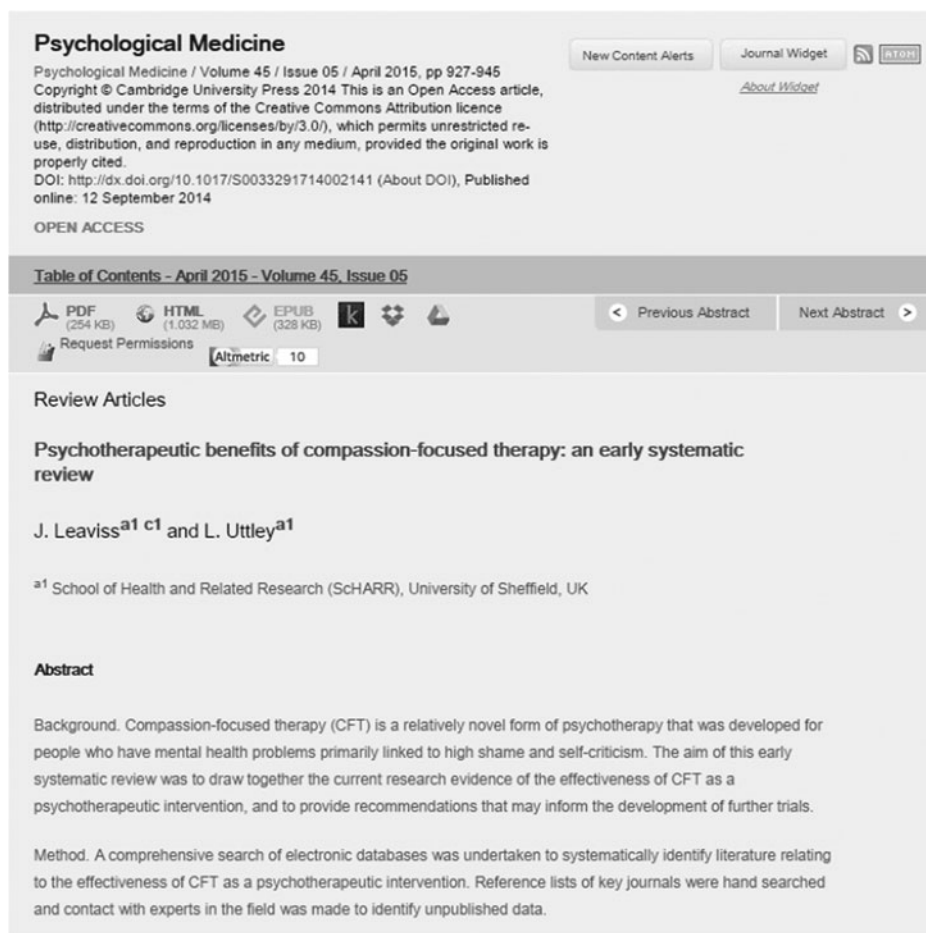 Psychological Medicine
Psychological Medicine / Volume 45 / Issue 05 / April 2015, pp 927-945
Copyright © Cambridge University Press 2014 This is an Open Access article,
distributed under the terms of the Creative Commons Attribution licence
(http://creativecommons.org/licenses/by/3.0/), which permits unrestricted re-
use, distribution, and reproduction in any medium, provided the original work is
properly cited.
DOI: http://dx.doi.org/10.1017/S0033291714002141 (About DOI), Published
online: 12 September 2014
OPEN ACCESS
New Content Alerts
Journal Widget
ATOM
About Widget
Table of Contents - April 2015 - Volume 45, Issue 05
PDF
(254 KB)
HTML
(1.032 MB)
EPUB
(328 KB)
k
Previous Abstract
Next Abstract
Request Permissions
Altmetric 10
Review Articles
Psychotherapeutic benefits of compassion-focused therapy: an early systematic
review
J. Leaviss a1 c1 and L. Uttley a1
a1 School of Health and Related Research (ScHARR), University of Sheffield, UK
Abstract
Background. Compassion-focused therapy (CFT) is a relatively novel form of psychotherapy that was developed for
people who have mental health problems primarily linked to high shame and self-criticism. The aim of this early
systematic review was to draw together the current research evidence of the effectiveness of CFT as a
psychotherapeutic intervention, and to provide recommendations that may inform the development of further trials.
Method. A comprehensive search of electronic databases was undertaken to systematically identify literature relating
to the effectiveness of CFT as a psychotherapeutic intervention. Reference lists of key journals were hand searched
and contact with experts in the field was made to identify unpublished data.